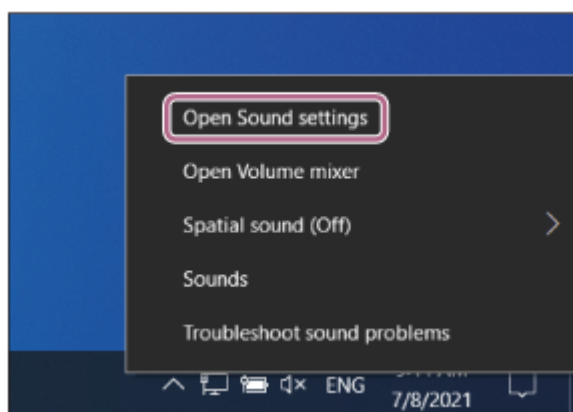 Open Sound settings
Open Volume mixer
Spatial sound (Off)
Sounds
Troubleshoot sound problems
ENG
7/8/2021